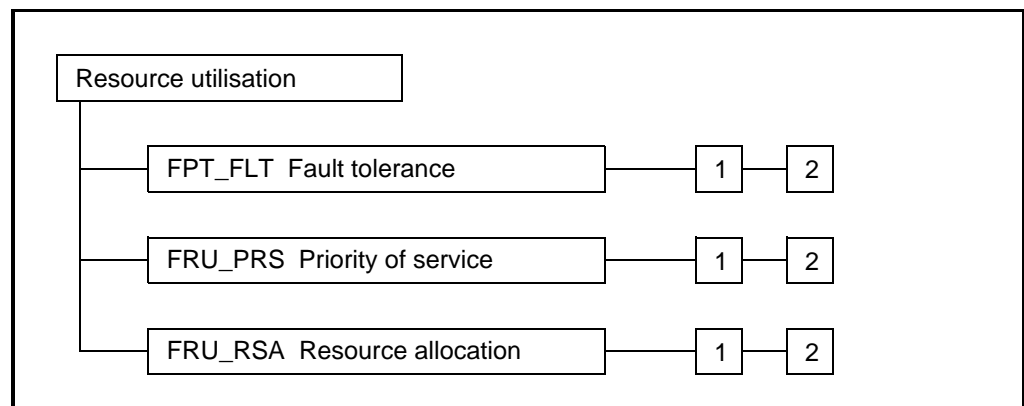 Resource utilisation
FPT_FLT Fault tolerance 1 2
FRU_PRS Priority of service 1 2
FRU_RSA Resource allocation 1 2